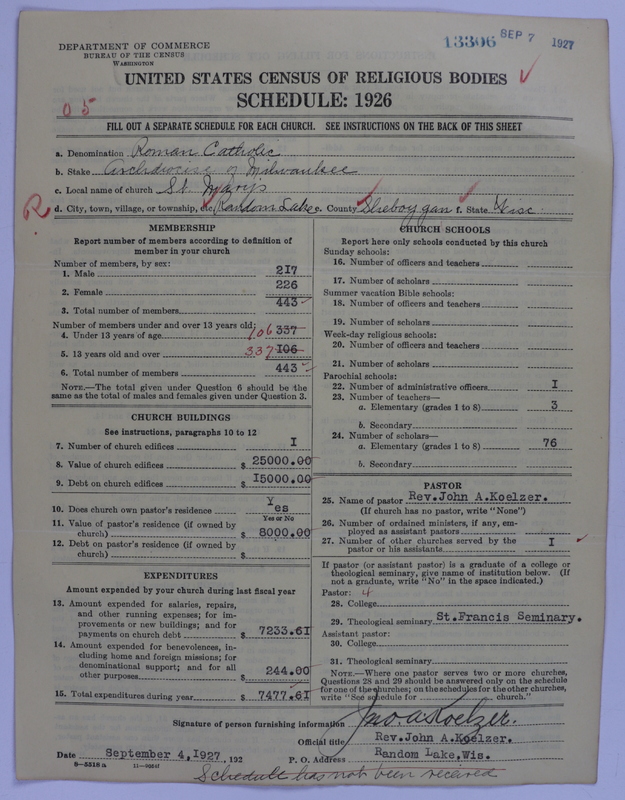 DEPARTMENT OF COMMERCE
BUREAU OF THE CENSUS
WASHINGTON
13306 SEP 7 1927
UNITED STATES CENSUS OF RELIGIOUS BODIES
SCHEDULE: 1926
05
FILL OUT A SEPARATE SCHEDULE FOR EACH CHURCH. SEE INSTRUCTIONS ON THE BACK OF THIS SHEET
a. Denomination Roman Catholic
b. Stake Archdiocese of Milwaukee
c. Local name of church St. Marys
R d. City, town, village, or township, etc. Random Lake e. County Sheboygan f. State Wisc
MEMBERSHIP
Report number of members according to definition of
member in your church
Number of members, by sex:
1. Male 217
2. Female 226
3. Total number of members 443
Number of members under and over 13 years old:
4. Under 13 years of age 106 337
5. 13 years old and over 337 106
6. Total number of members 443
NOTE.—The total given under Question 6 should be the
same as the total of males and females given under Question 3.
CHURCH BUILDINGS
See instructions, paragraphs 10 to 12
7. Number of church edifices I
8. Value of church edifices $ 25000.00
9. Debt on church edifices $ I5000.00
10. Does church own pastor's residence Yes
Yes or No
11. Value of pastor's residence (if owned by
church) $ 8000.00
12. Debt on pastor's residence (if owned by
church) $
EXPENDITURES
Amount expended by your church during last fiscal year
13. Amount expended for salaries, repairs,
and other running expenses; for im-
provements or new buildings; and for
payments on church debt $ 7233.6I
14. Amount expended for benevolences, in-
cluding home and foreign missions; for
denominational support; and for all
other purposes 244.00
15. Total expenditures during year $ 7477.6I
CHURCH SCHOOLS
Report here only schools conducted by this church
Sunday schools:
16. Number of officers and teachers
17. Number of scholars
Summer vacation Bible schools:
18. Number of officers and teachers
19. Number of scholars
Week-day religious schools:
20. Number of officers and teachers
21. Number of scholars
Parochial schools:
22. Number of administrative officers I
23. Number of teachers—
a. Elementary (grades 1 to 8) 3
b. Secondary
24. Number of scholars—
a. Elementary (grades 1 to 8) 76
b. Secondary
PASTOR
25. Name of pastor Rev.John A.Koelzer.
(If church has no pastor, write "None")
26. Number of ordained ministers, if any, em-
ployed as assistant pastors
27. Number of other churches served by the
pastor or his assistants I
If pastor (or assistant pastor) is a graduate of a college or
theological seminary, give name of institution below. (If
not a graduate, write "No" in the space indicated.)
Pastor: 4
28. College
29. Theological seminary St.Francis Seminary.
Assistant pastor:
30. College
31. Theological seminary
NOTE.—Where one pastor serves two or more churches,
Questions 28 and 29 should be answered only on the schedule
for one of the churches; on the schedules for the other churches,
write "See schedule for church."
Signature of person furnishing information Jno. A. Koelzer.
Official title Rev.John A.Koelzer.
Date September 4,1927 , 192 P. O. Address Random Lake,Wis.
Schedule has not been received